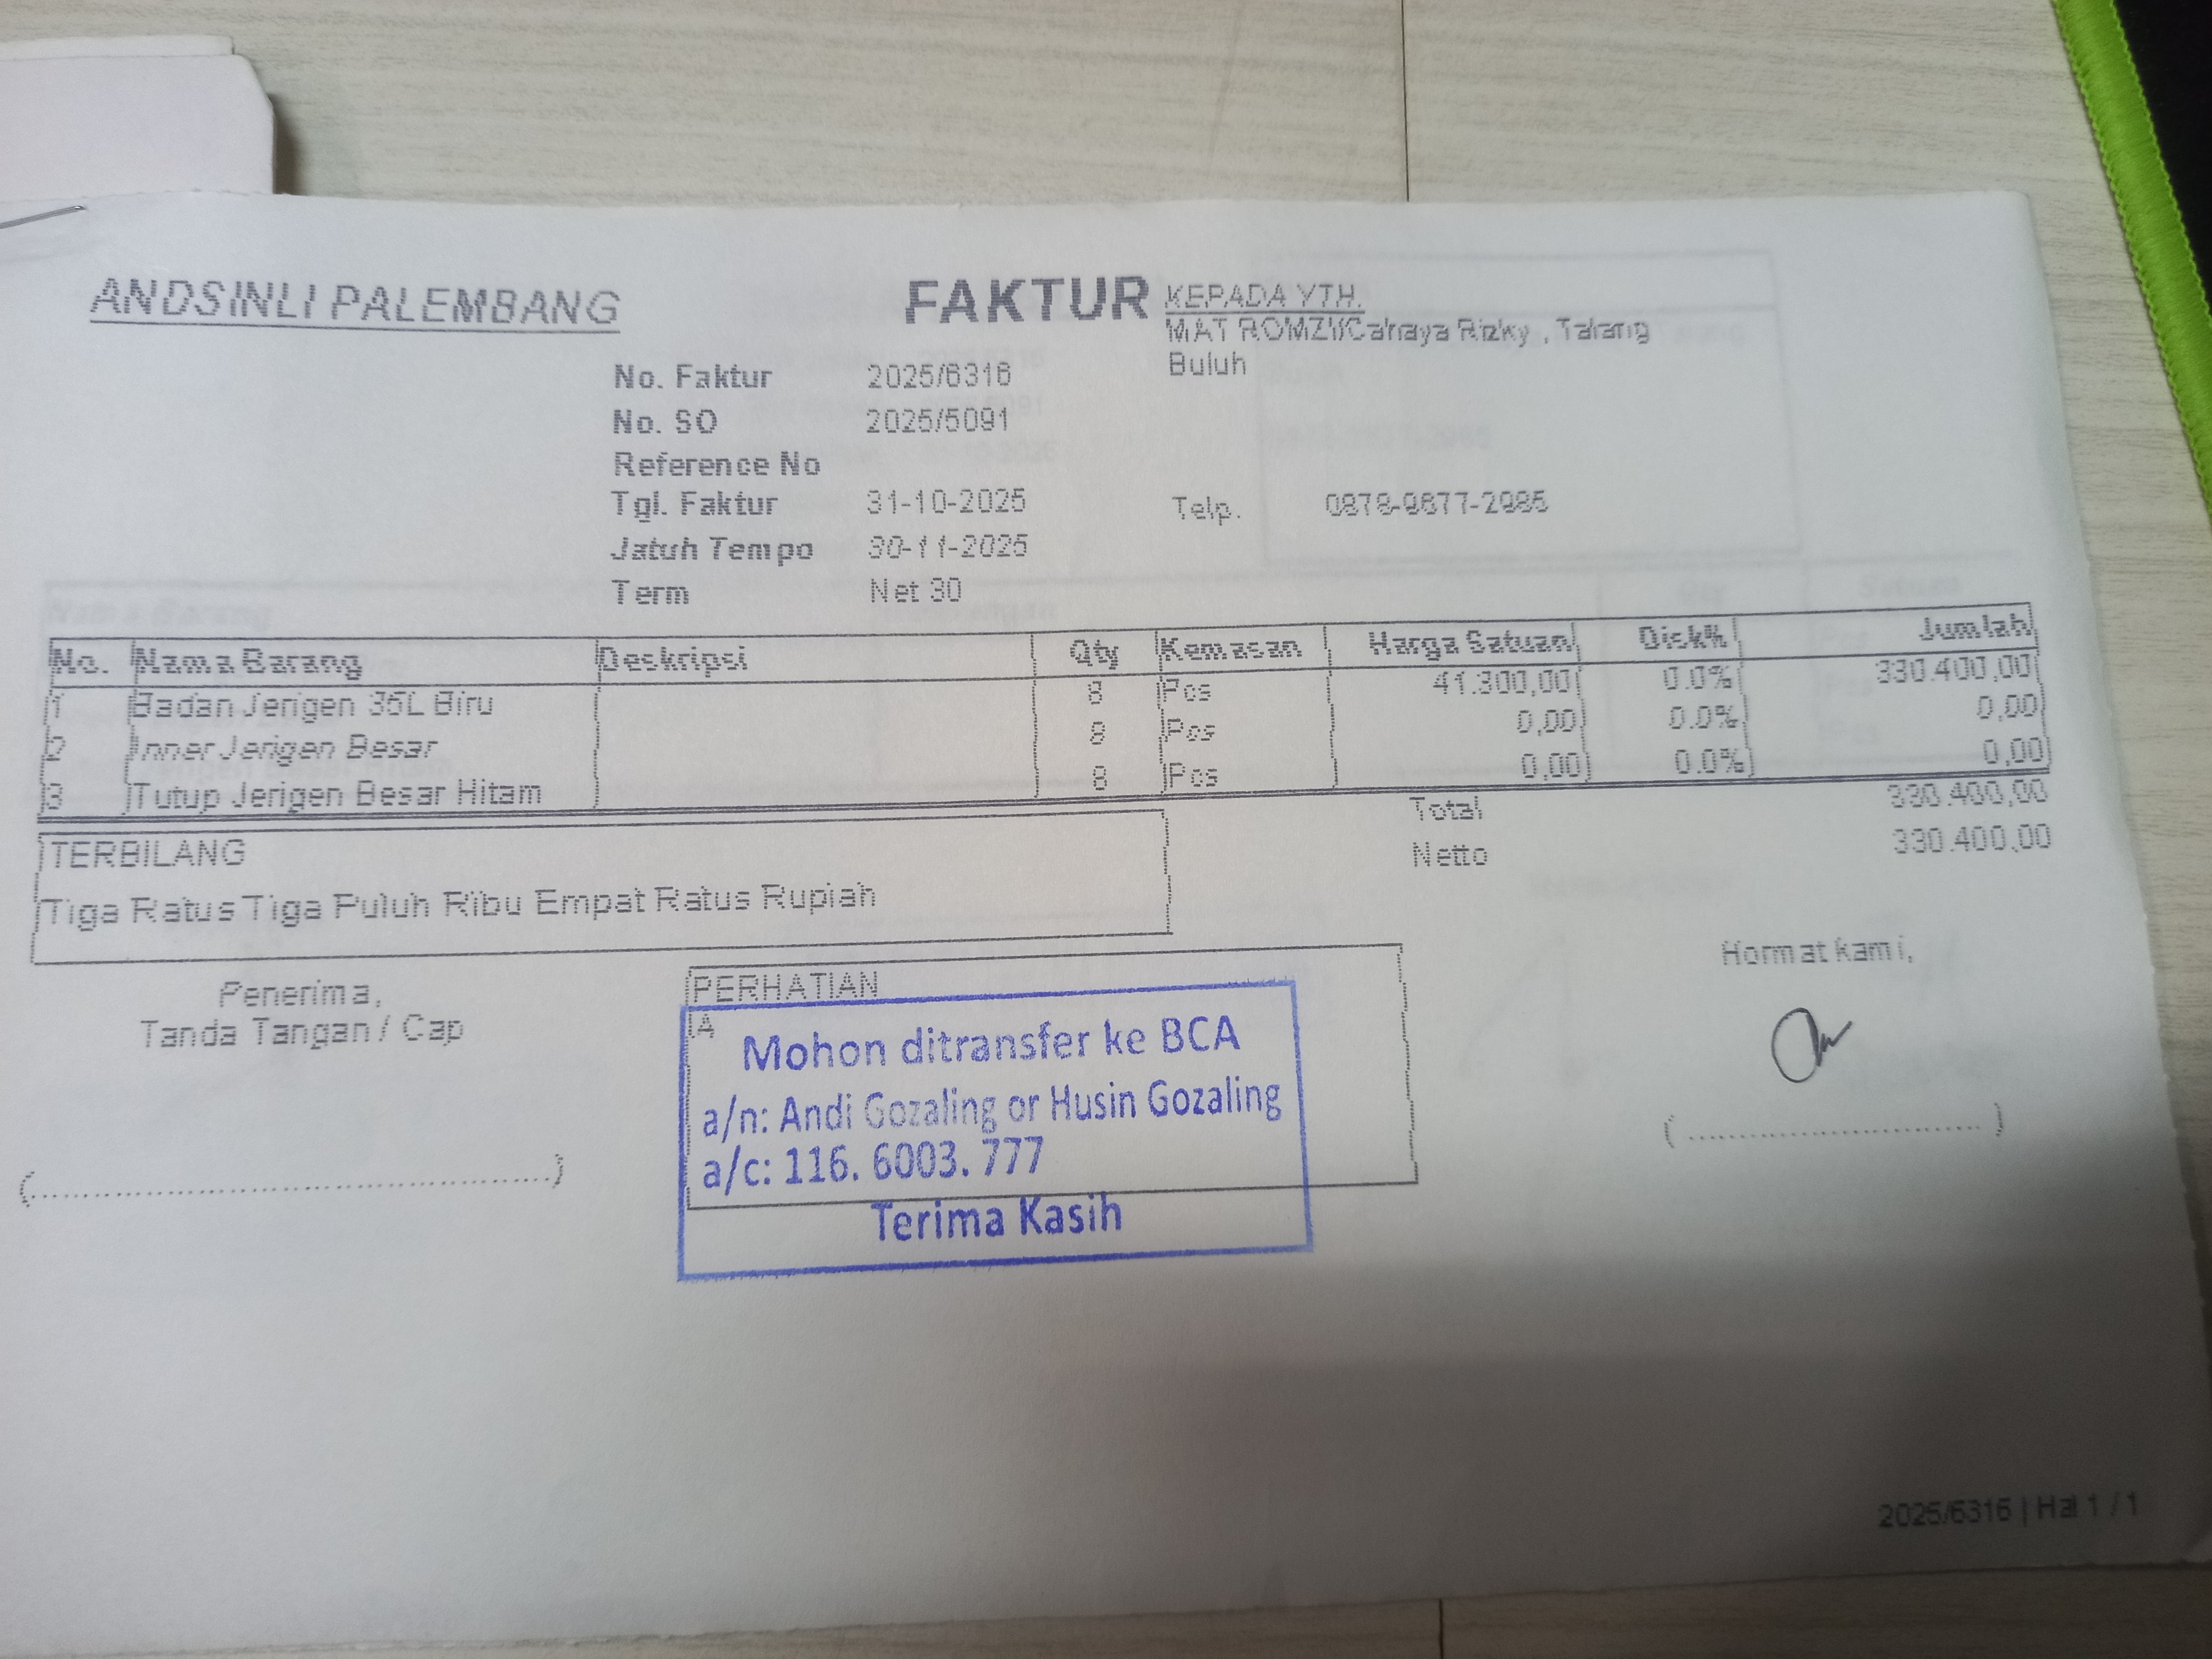 ANDSINLI PALEMBANG
FAKTUR
KEPADA YTH.
MAT ROMZI/Cahaya Rizky , Talang
Buluh
No. Faktur 2025/6316
No. SO 2025/5091
Reference No
Tgl. Faktur 31-10-2025
Telp. 0878-9677-2985
Jatuh Tempo 30-11-2025
Term Net 30
No. Nama Barang Deskripsi Qty Kemasan Harga Satuan Disk% Jumlah
1 Badan Jerigen 35L Biru 8 Pcs 41.300,00 0.0% 330.400,00
2 Inner Jerigen Besar 8 Pcs 0,00 0.0% 0,00
3 Tutup Jerigen Besar Hitam 8 Pcs 0,00 0.0% 0,00
Total 330.400,00
Netto 330.400,00
TERBILANG
Tiga Ratus Tiga Puluh Ribu Empat Ratus Rupiah
Penerima,
Tanda Tangan / Cap
PERHATIAN
A
Mohon ditransfer ke BCA
a/n: Andi Gozaling or Husin Gozaling
a/c: 116. 6003. 777
Terima Kasih
Hormat kami,
2025/6316 | Hal 1 / 1